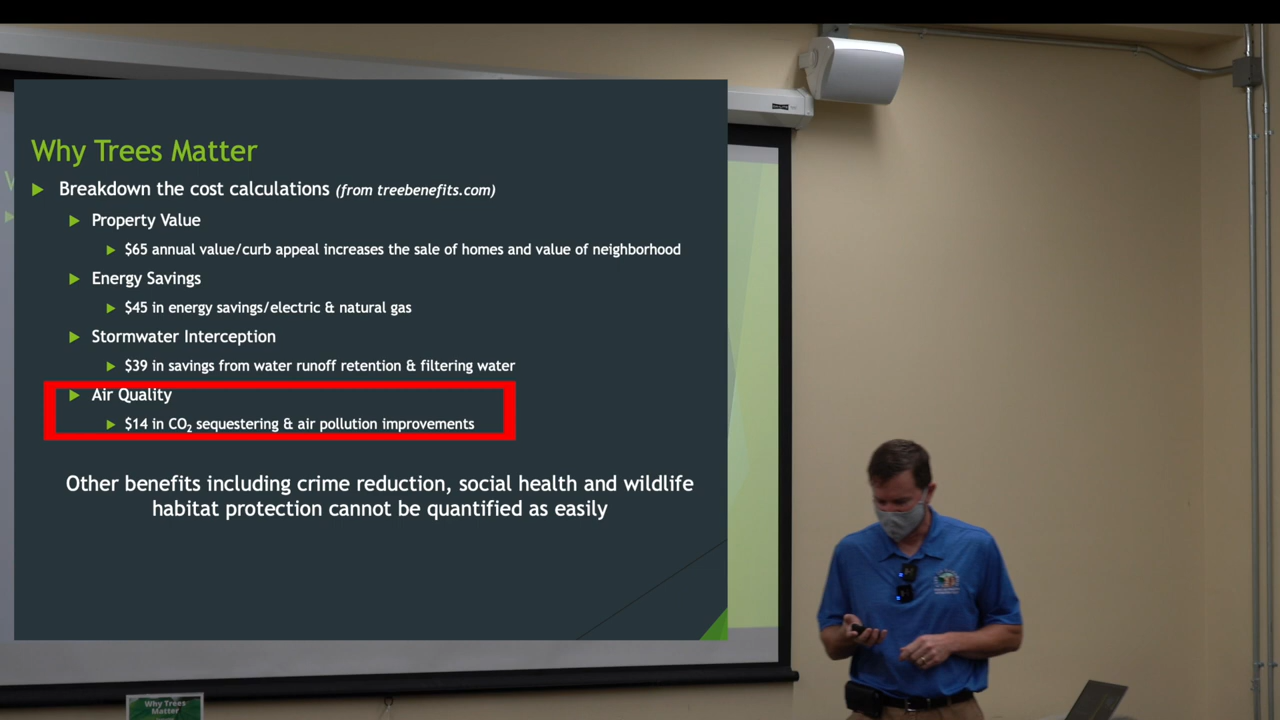 Why Trees Matter
Breakdown the cost calculations (from treebenefits.com)
Property Value
$65 annual value/curb appeal increases the sale of homes and value of neighborhood
Energy Savings
$45 in energy savings/electric & natural gas
Stormwater Interception
$39 in savings from water runoff retention & filtering water
Air Quality
$14 in CO₂ sequestering & air pollution improvements
Other benefits including crime reduction, social health and wildlife
habitat protection cannot be quantified as easily
Why Trees
Matter